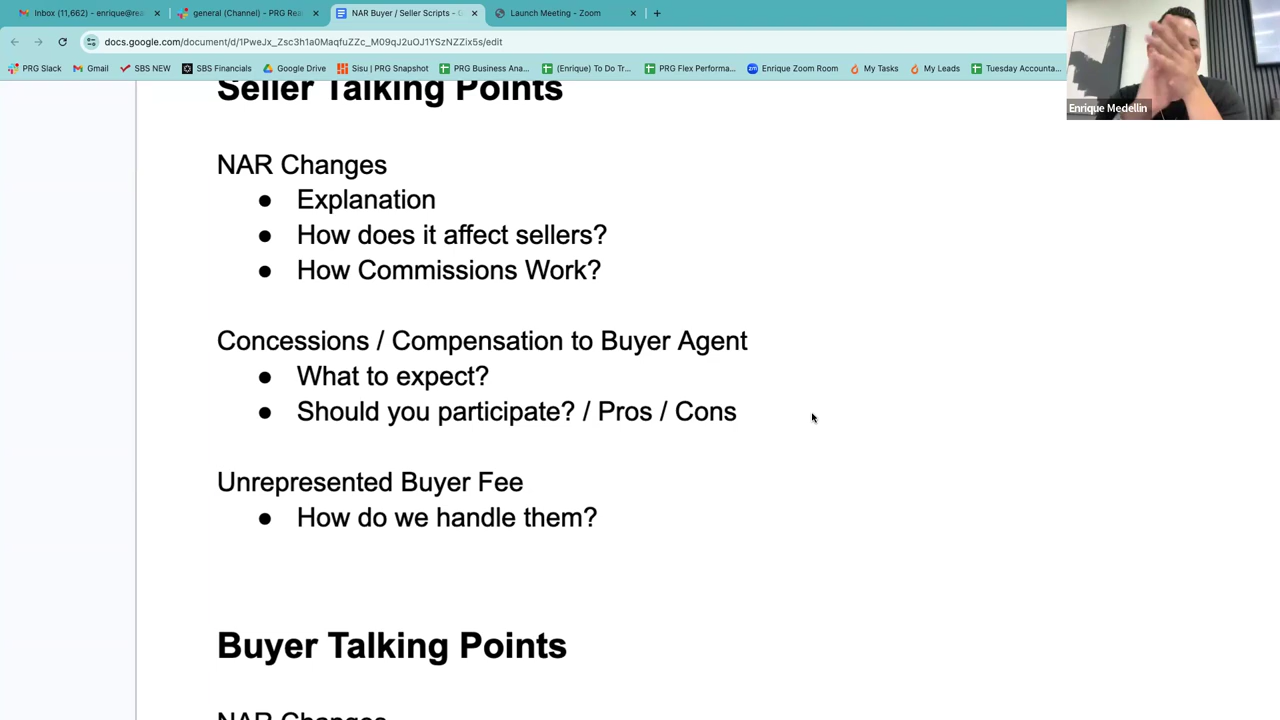 Inbox (11,662) - enrique@rea
general (Channel) - PRG Rea
NAR Buyer / Seller Scripts - G
Launch Meeting - Zoom
docs.google.com/document/d/1PweJx_Zsc3h1a0MaqfuZZc_M09qJ2uOJ1YSzNZZix5s/edit
PRG Slack
Gmail
SBS NEW
SBS Financials
Google Drive
Sisu | PRG Snapshot
PRG Business Ana...
(Enrique) To Do Tr...
PRG Flex Performa...
Enrique Zoom Room
My Tasks
My Leads
Tuesday Accounta...
Enrique Medellin
Seller Talking Points
NAR Changes
● Explanation
● How does it affect sellers?
● How Commissions Work?
Concessions / Compensation to Buyer Agent
● What to expect?
● Should you participate? / Pros / Cons
Unrepresented Buyer Fee
● How do we handle them?
Buyer Talking Points
NAR Changes